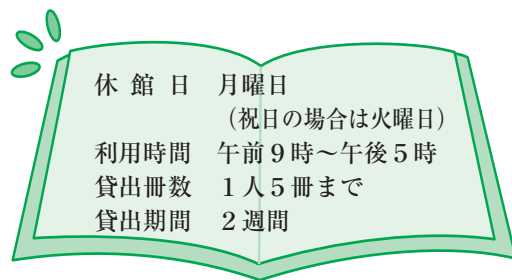 休館日　月曜日
（祝日の場合は火曜日）
利用時間　午前９時～午後５時
貸出冊数　１人５冊まで
貸出期間　２週間